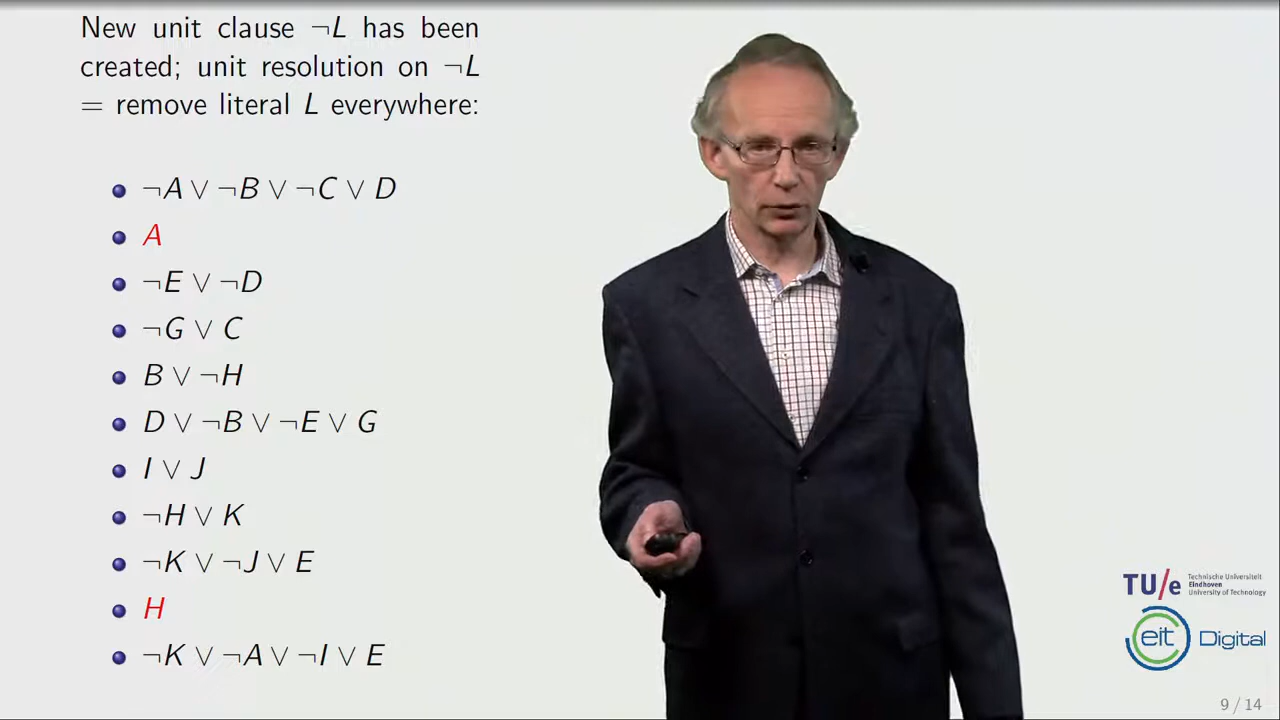 New unit clause ¬L has been
created; unit resolution on ¬L
= remove literal L everywhere:
¬A ∨ ¬B ∨ ¬C ∨ D
A
¬E ∨ ¬D
¬G ∨ C
B ∨ ¬H
D ∨ ¬B ∨ ¬E ∨ G
I ∨ J
¬H ∨ K
¬K ∨ ¬J ∨ E
H
¬K ∨ ¬A ∨ ¬I ∨ E
TU/e Technische Universiteit
Eindhoven
University of Technology
eit Digital
9 / 14